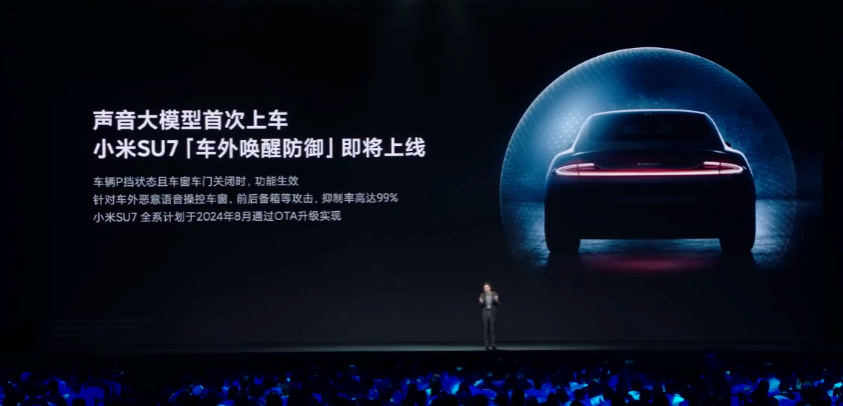 声音大模型首次上车
小米SU7「车外唤醒防御」即将上线
车辆P挡状态且车窗车门关闭时，功能生效
针对车外恶意语音操控车窗、前后备箱等攻击，抑制率高达99%
小米SU7 全系计划于2024年8月通过OTA升级实现